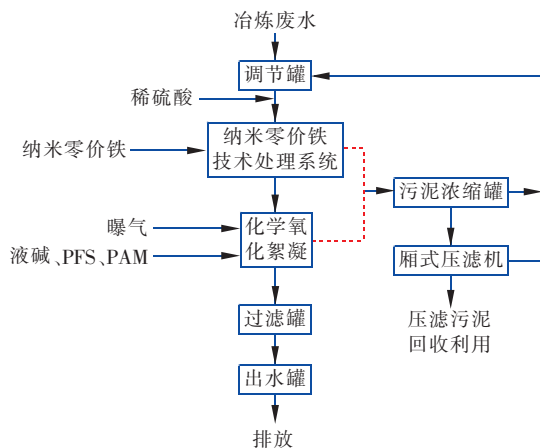 冶炼废水
调节罐
稀硫酸
纳米零价铁
纳米零价铁
技术处理系统
污泥浓缩罐
曝气
化学氧
化絮凝
液碱、PFS、PAM
厢式压滤机
过滤罐
压滤污泥
回收利用
出水罐
排放